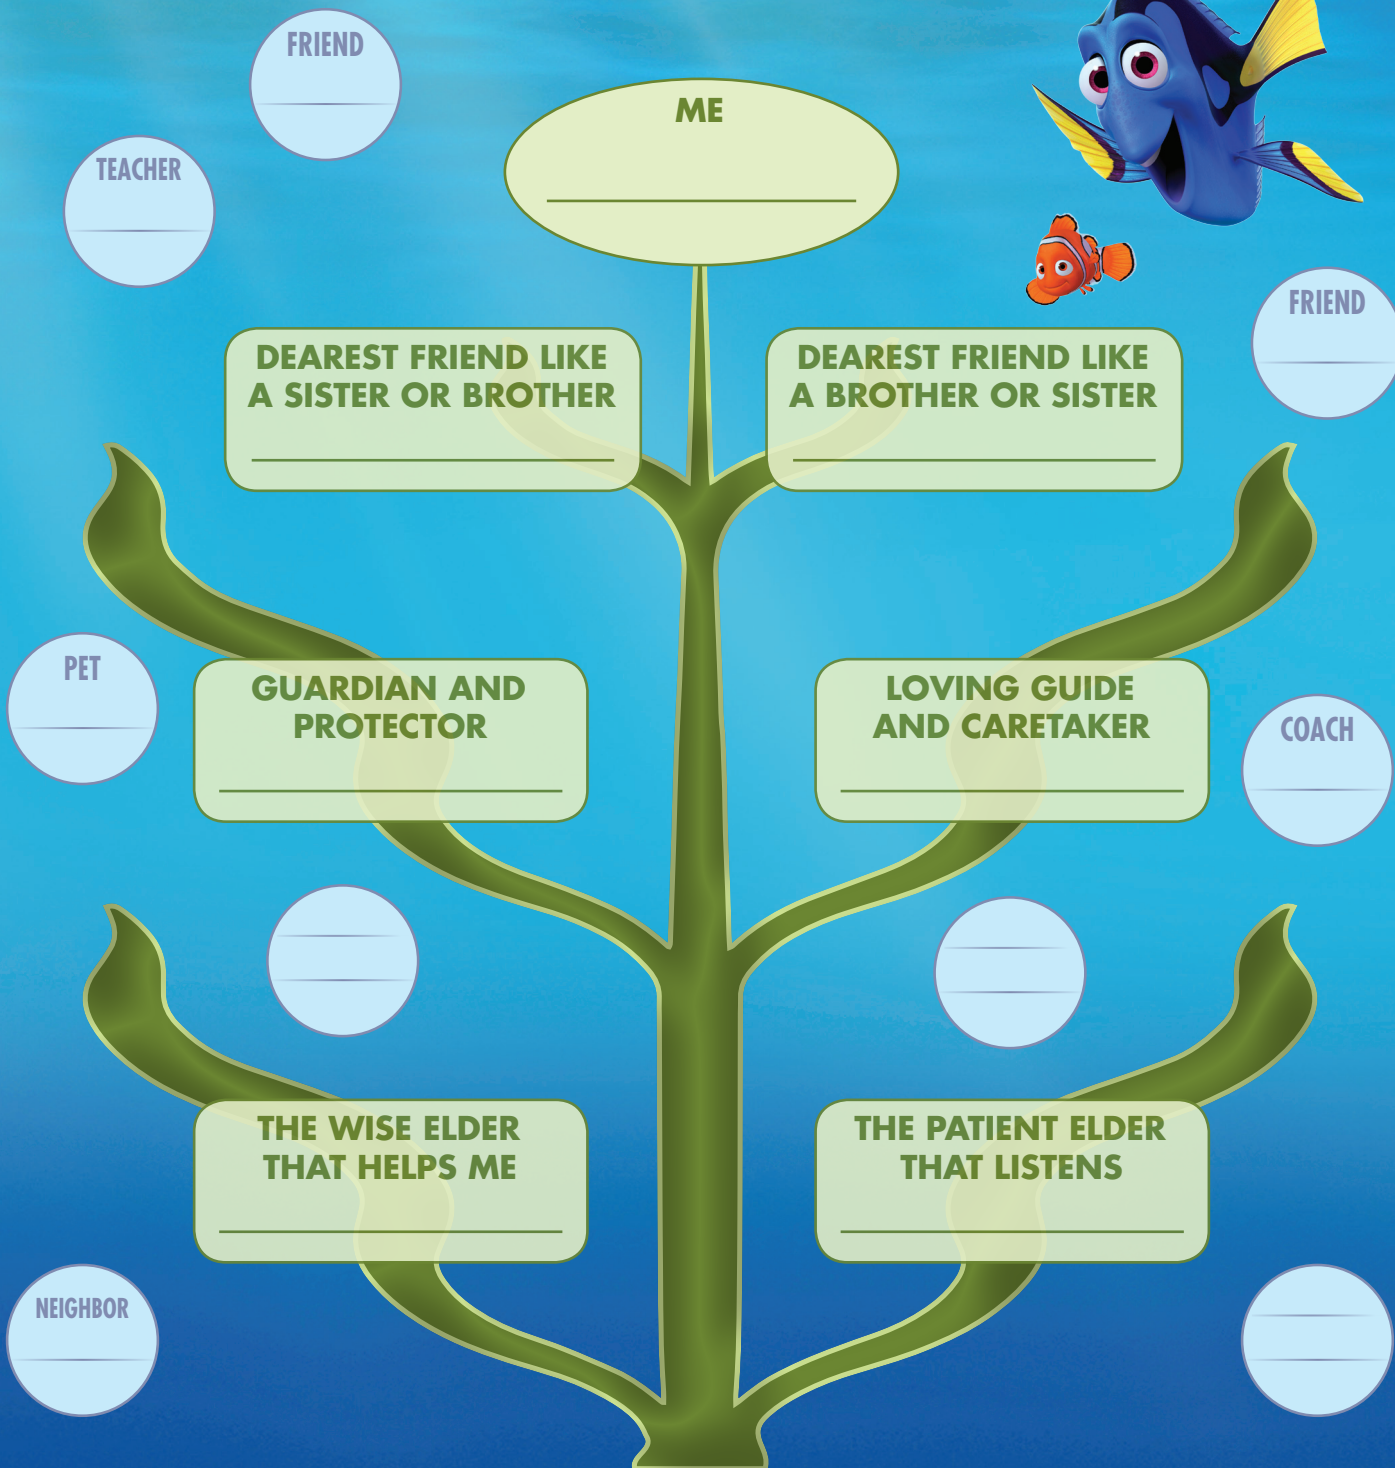 FRIEND
ME
TEACHER
FRIEND
DEAREST FRIEND LIKE
A SISTER OR BROTHER
DEAREST FRIEND LIKE
A BROTHER OR SISTER
PET
GUARDIAN AND
PROTECTOR
LOVING GUIDE
AND CARETAKER
COACH
THE WISE ELDER
THAT HELPS ME
THE PATIENT ELDER
THAT LISTENS
NEIGHBOR